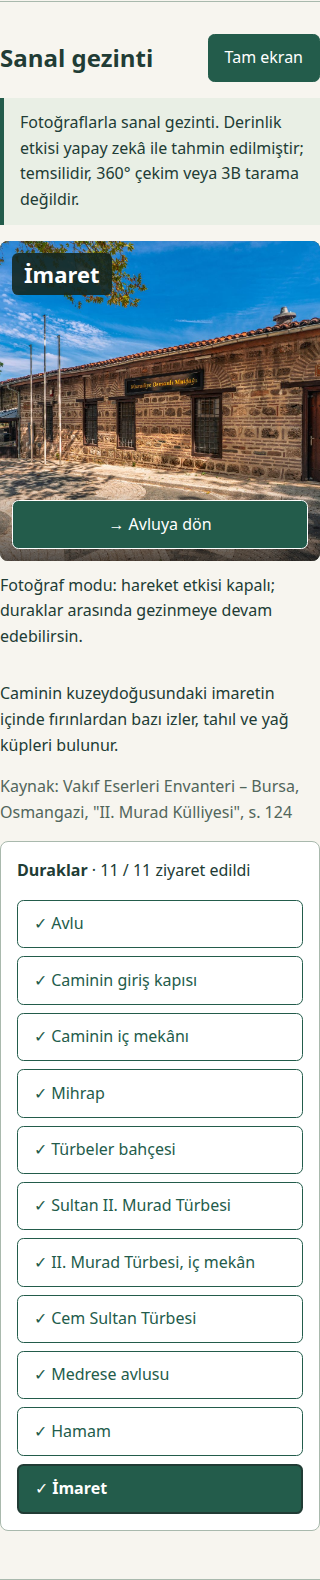 Sanal gezinti
Tam ekran
Fotoğraflarla sanal gezinti. Derinlik
etkisi yapay zekâ ile tahmin edilmiştir;
temsilidir, 360° çekim veya 3B tarama
değildir.
İmaret
→ Avluya dön
Fotoğraf modu: hareket etkisi kapalı;
duraklar arasında gezinmeye devam
edebilirsin.
Caminin kuzeydoğusundaki imaretin
içinde fırınlardan bazı izler, tahıl ve yağ
küpleri bulunur.
Kaynak: Vakıf Eserleri Envanteri – Bursa,
Osmangazi, "II. Murad Külliyesi", s. 124
Duraklar · 11 / 11 ziyaret edildi
✓ Avlu
✓ Caminin giriş kapısı
✓ Caminin iç mekânı
✓ Mihrap
✓ Türbeler bahçesi
✓ Sultan II. Murad Türbesi
✓ II. Murad Türbesi, iç mekân
✓ Cem Sultan Türbesi
✓ Medrese avlusu
✓ Hamam
✓ İmaret